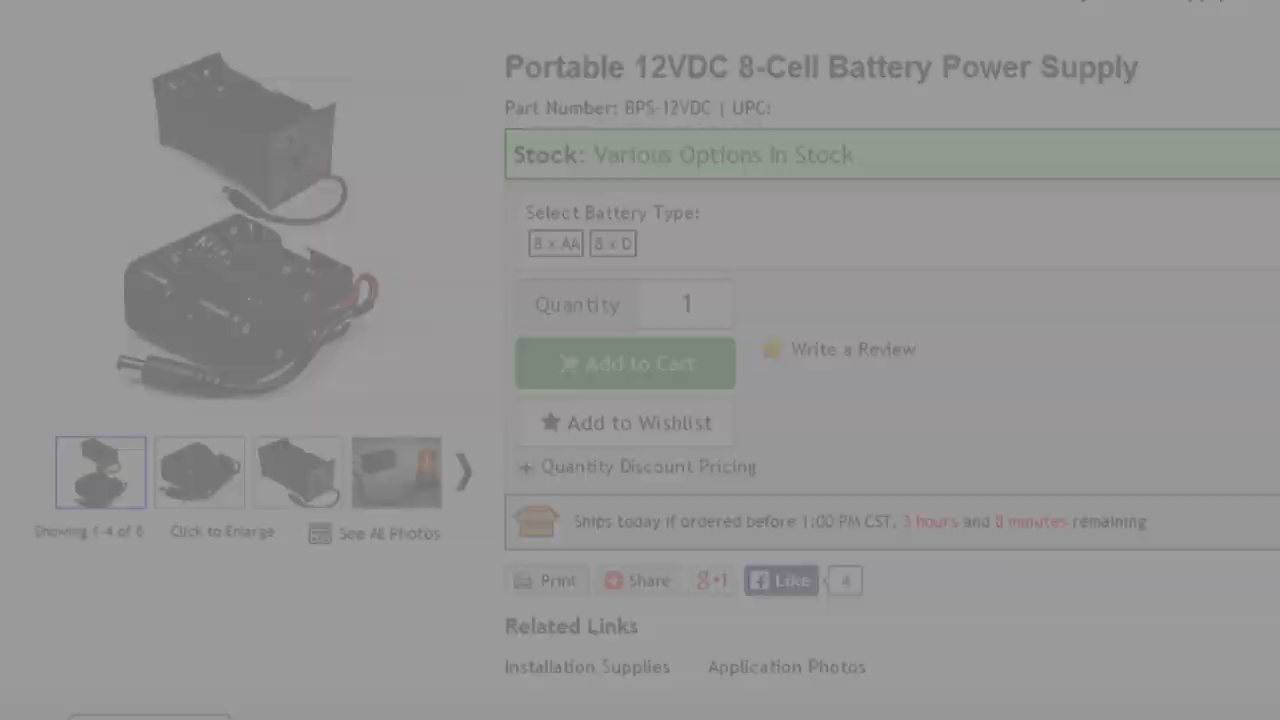 Portable 12VDC 8-Cell Battery Power Supply
Part Number: BPS-12VDC | UPC:
Stock: Various Options In Stock
Select Battery Type:
8 x AA 8 x D
Quantity 1
Add to Cart
Write a Review
Add to Wishlist
+ Quantity Discount Pricing
Showing 1-4 of 8 Click to Enlarge See All Photos
Ships today if ordered before 1:00 PM CST, 3 hours and 8 minutes remaining
Print Share g+1 Like 4
Related Links
Installation Supplies Application Photos